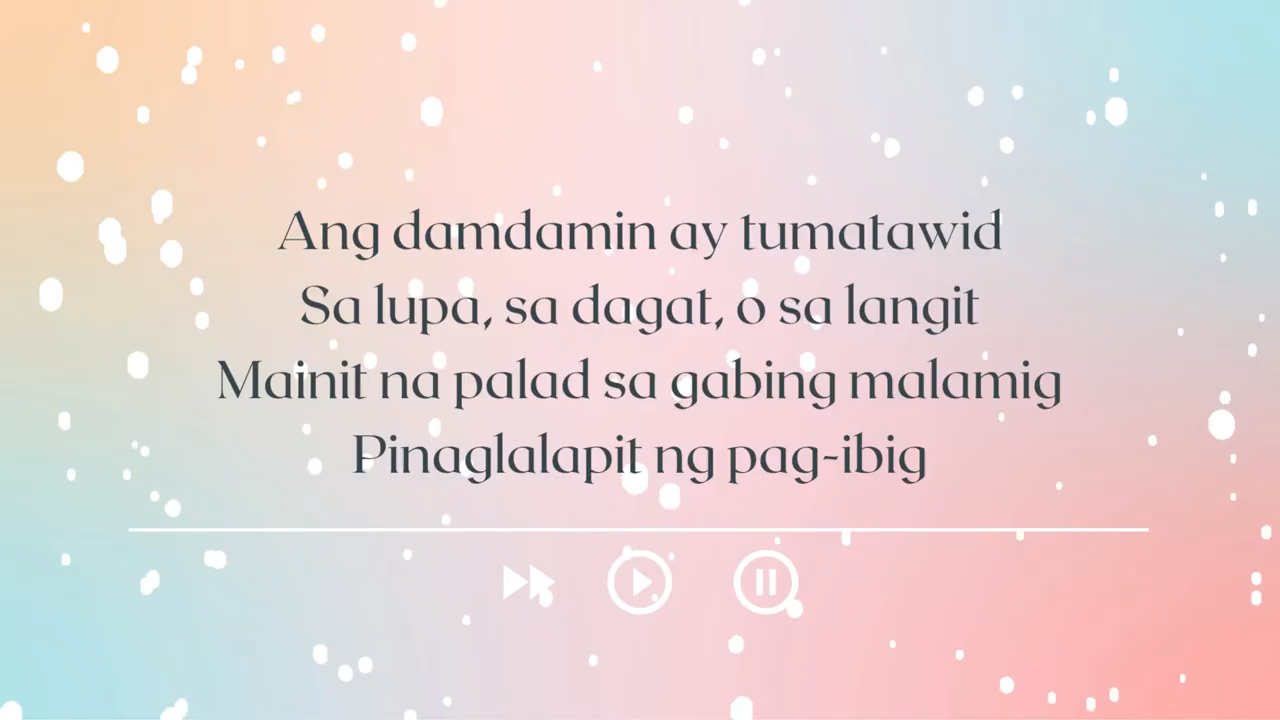 Ang damdamin ay tumatawid
Sa lupa, sa dagat, o sa langit
Mainit na palad sa gabing malamig
Pinaglalapit ng pag-ibig